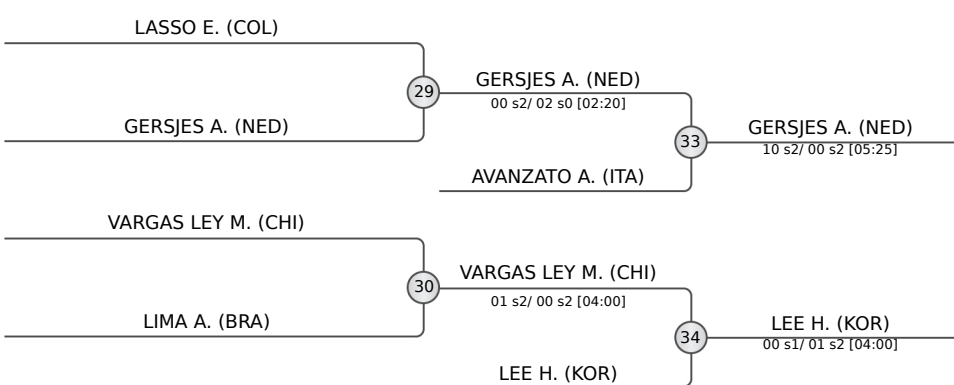 LASSO E. (COL)
29
GERSJES A. (NED)
00 s2/ 02 s0 [02:20]
GERSJES A. (NED)
33
GERSJES A. (NED)
10 s2/ 00 s2 [05:25]
AVANZATO A. (ITA)
VARGAS LEY M. (CHI)
30
VARGAS LEY M. (CHI)
01 s2/ 00 s2 [04:00]
LIMA A. (BRA)
34
LEE H. (KOR)
00 s1/ 01 s2 [04:00]
LEE H. (KOR)